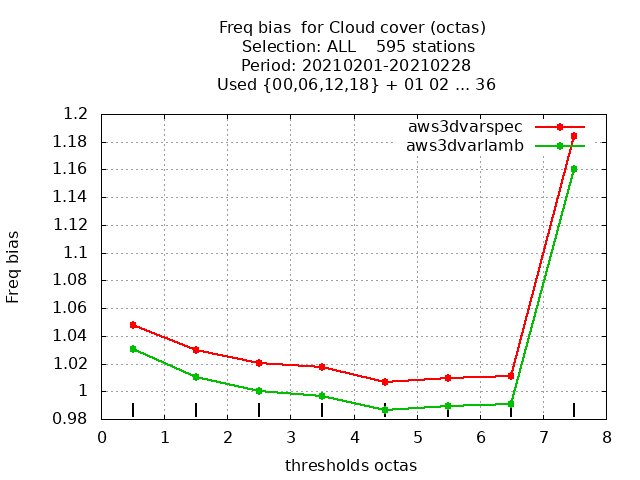 Freq bias  for Cloud cover (octas)
Selection: ALL    595 stations
Period: 20210201-20210228
Used {00,06,12,18} + 01 02 ... 36
aws3dvarspec
aws3dvarlamb
1.2
1.18
1.16
1.14
1.12
1.1
1.08
1.06
1.04
1.02
1
0.98
Freq bias
0 1 2 3 4 5 6 7 8
thresholds octas